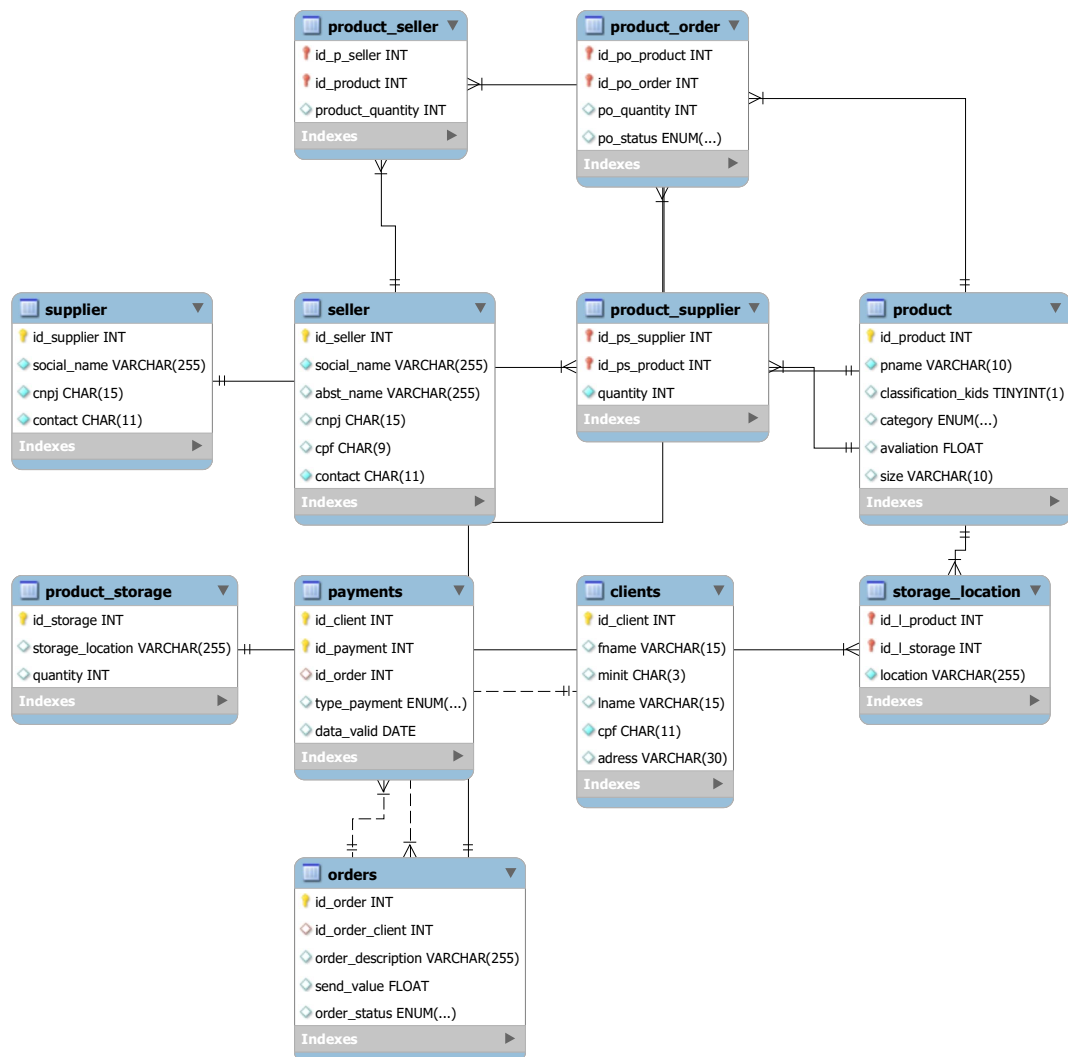 product_seller
id_p_seller INT
id_product INT
product_quantity INT
Indexes
product_order
id_po_product INT
id_po_order INT
po_quantity INT
po_status ENUM(...)
Indexes
supplier
id_supplier INT
social_name VARCHAR(255)
cnpj CHAR(15)
contact CHAR(11)
Indexes
seller
id_seller INT
social_name VARCHAR(255)
abst_name VARCHAR(255)
cnpj CHAR(15)
cpf CHAR(9)
contact CHAR(11)
Indexes
product_supplier
id_ps_supplier INT
id_ps_product INT
quantity INT
Indexes
product
id_product INT
pname VARCHAR(10)
classification_kids TINYINT(1)
category ENUM(...)
avaliation FLOAT
size VARCHAR(10)
Indexes
product_storage
id_storage INT
storage_location VARCHAR(255)
quantity INT
Indexes
payments
id_client INT
id_payment INT
id_order INT
type_payment ENUM(...)
data_valid DATE
Indexes
clients
id_client INT
fname VARCHAR(15)
minit CHAR(3)
lname VARCHAR(15)
cpf CHAR(11)
adress VARCHAR(30)
Indexes
storage_location
id_l_product INT
id_l_storage INT
location VARCHAR(255)
Indexes
orders
id_order INT
id_order_client INT
order_description VARCHAR(255)
send_value FLOAT
order_status ENUM(...)
Indexes